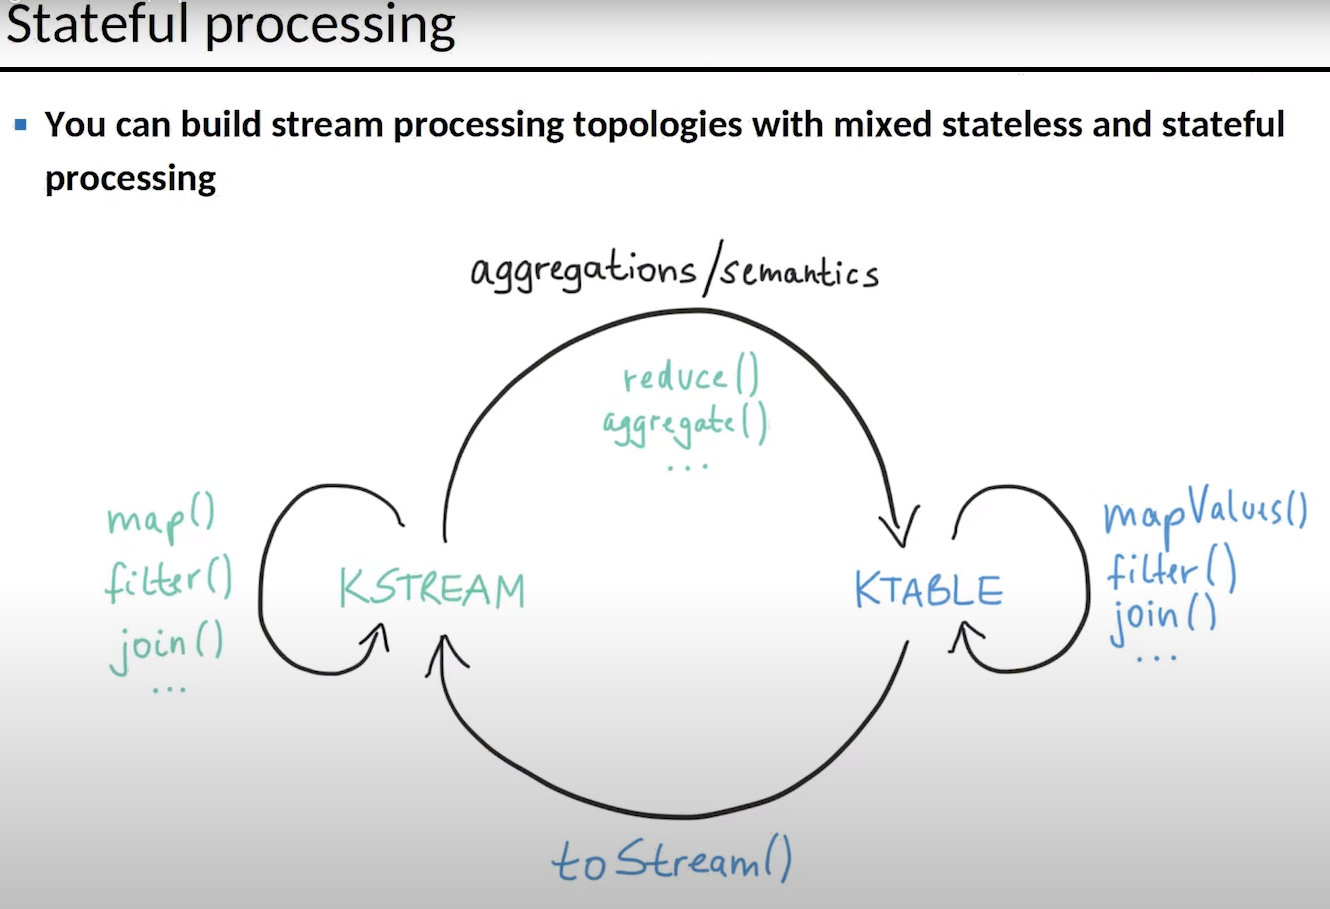 Stateful processing
You can build stream processing topologies with mixed stateless and stateful
processing
aggregations/semantics
reduce()
aggregate()
...
map()
filter()
join()
...
KSTREAM
KTABLE
mapValues()
filter()
join()
...
toStream()